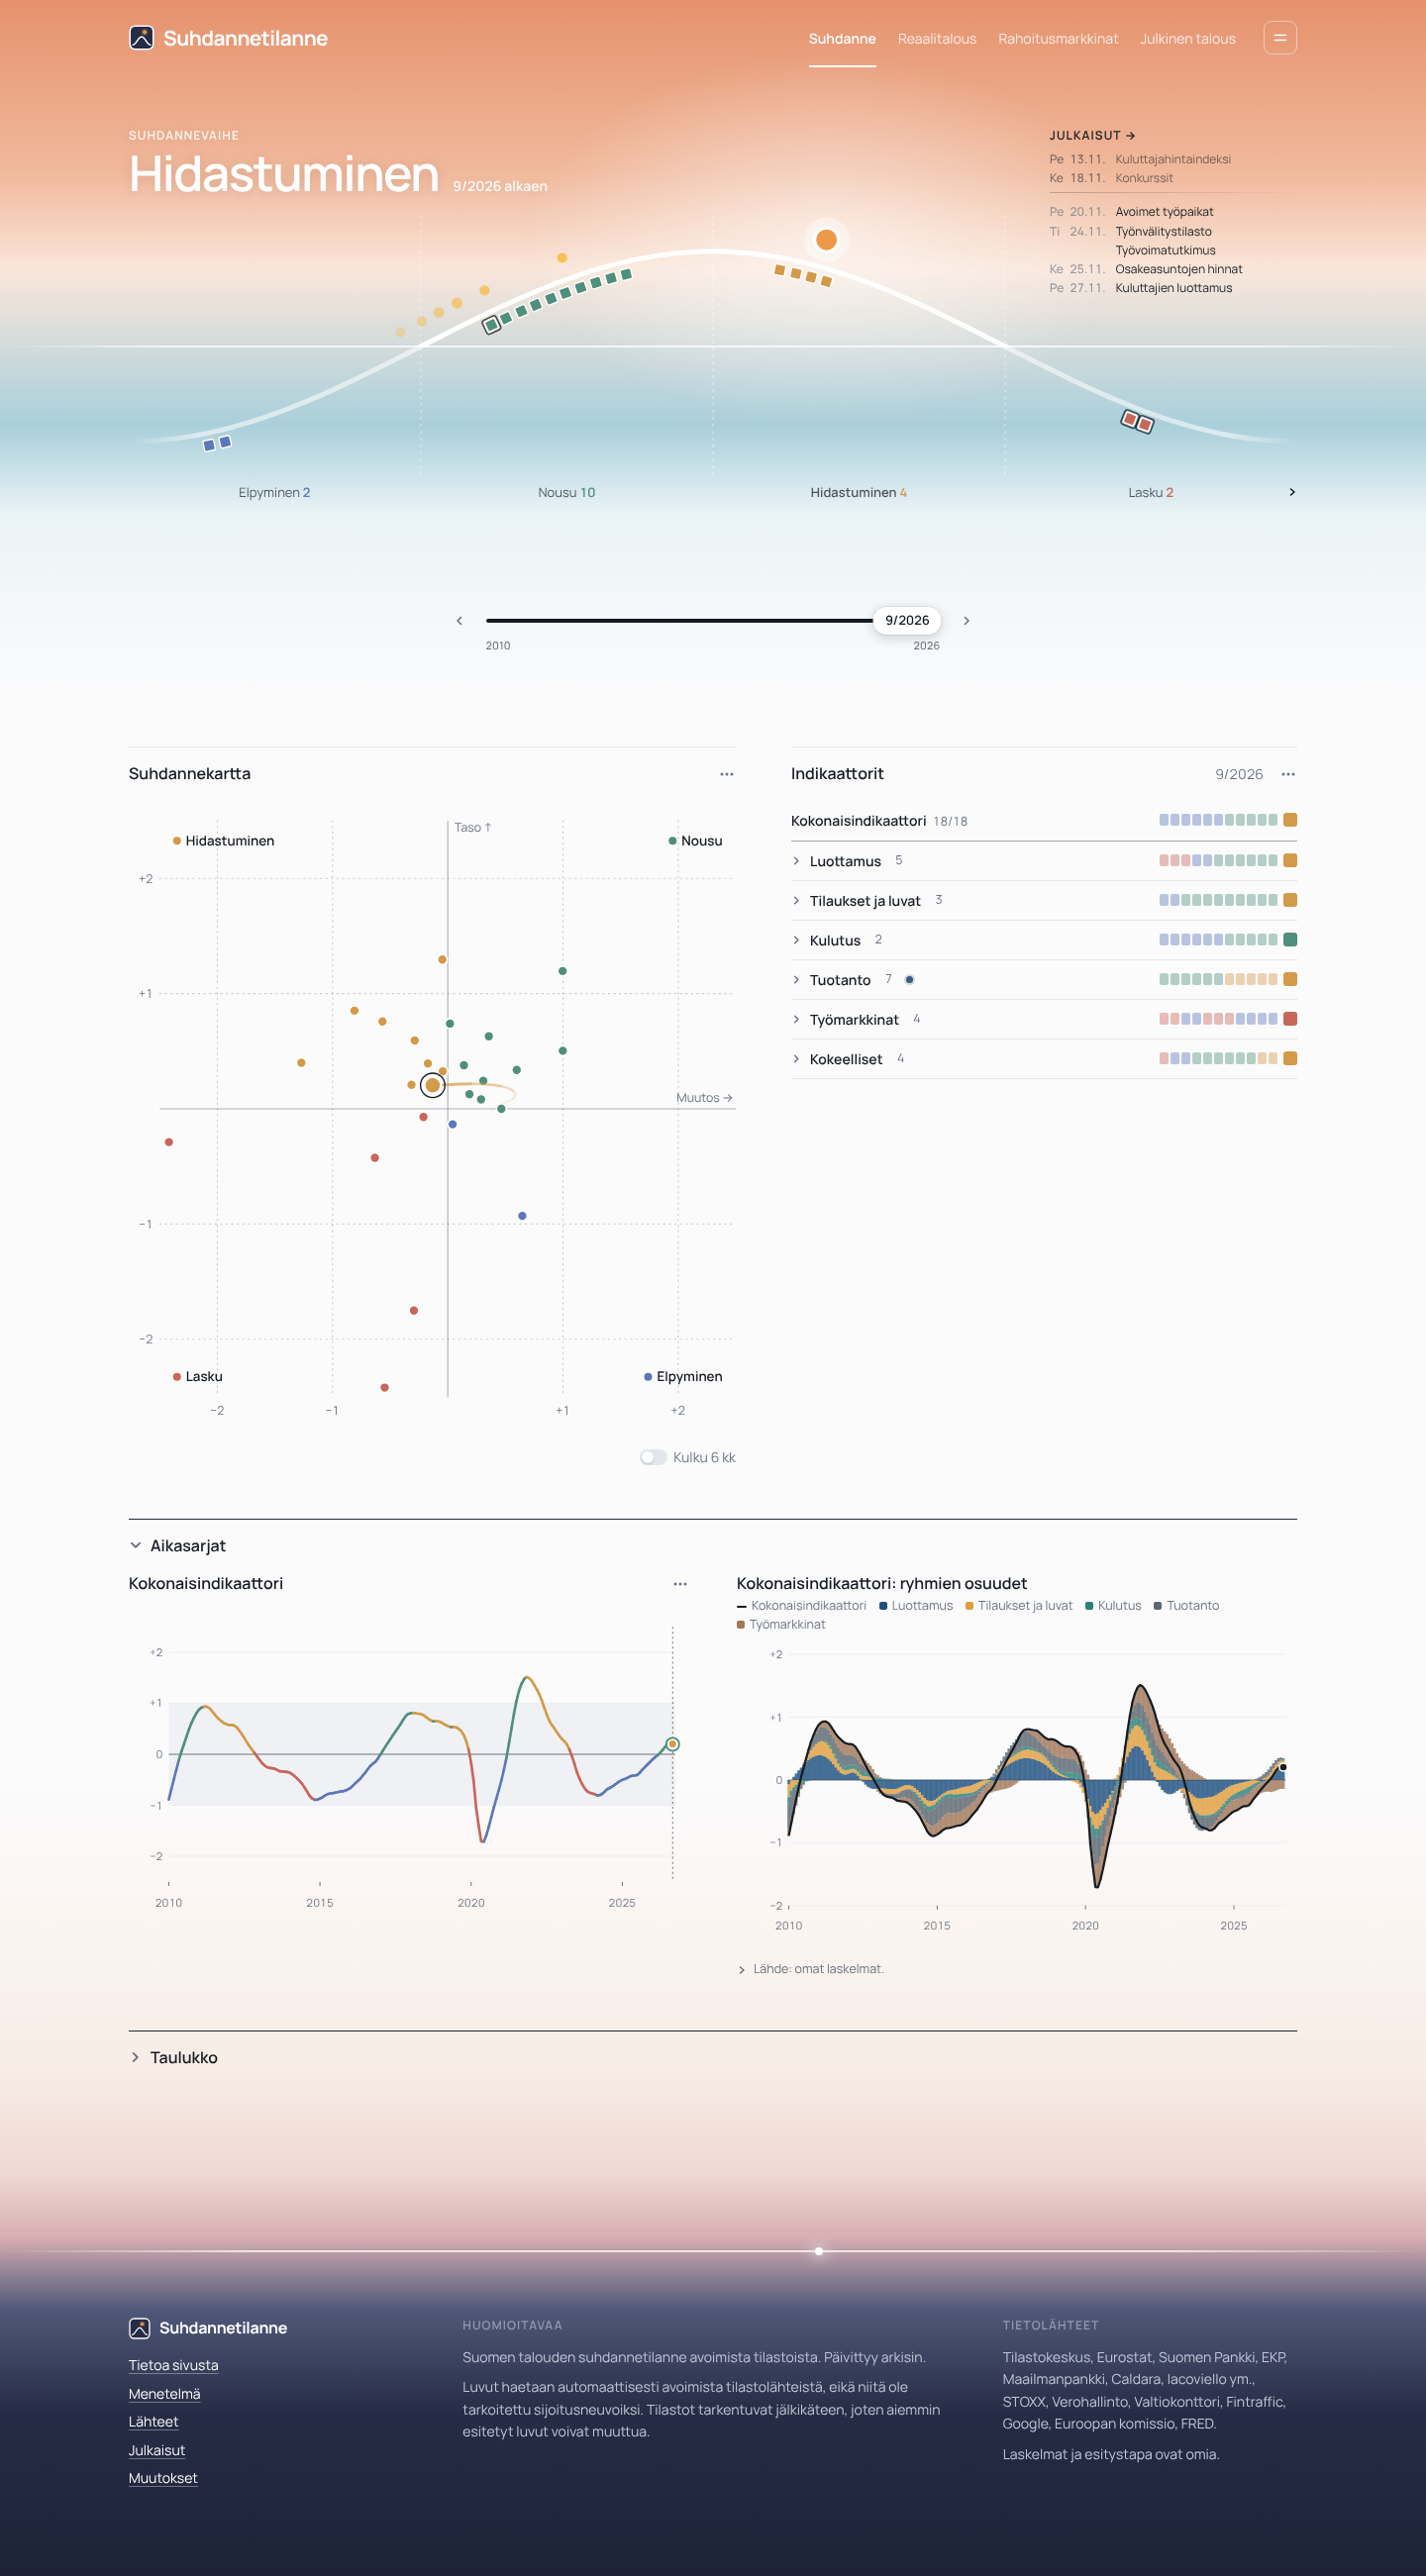 Suhdannetilanne
Suhdanne Reaalitalous Rahoitusmarkkinat Julkinen talous
SUHDANNEVAIHE
Hidastuminen 9/2026 alkaen
JULKAISUT →
Pe 13.11. Kuluttajahintaindeksi
Ke 18.11. Konkurssit
Pe 20.11. Avoimet työpaikat
Ti 24.11. Työnvälitystilasto
Työvoimatutkimus
Ke 25.11. Osakeasuntojen hinnat
Pe 27.11. Kuluttajien luottamus
Elpyminen 2 Nousu 10 Hidastuminen 4 Lasku 2
9/2026
2010 2026
Suhdannekartta
Taso ↑
Hidastuminen Nousu
+2
+1
Muutos →
−1
−2
Lasku Elpyminen
−2 −1 +1 +2
Kulku 6 kk
Indikaattorit 9/2026
Kokonaisindikaattori 18/18
Luottamus 5
Tilaukset ja luvat 3
Kulutus 2
Tuotanto 7
Työmarkkinat 4
Kokeelliset 4
Aikasarjat
Kokonaisindikaattori
+2
+1
0
−1
−2
2010 2015 2020 2025
Kokonaisindikaattori: ryhmien osuudet
Kokonaisindikaattori Luottamus Tilaukset ja luvat Kulutus Tuotanto
Työmarkkinat
+2
+1
0
−1
−2
2010 2015 2020 2025
Lähde: omat laskelmat.
Taulukko
Suhdannetilanne
Tietoa sivusta
Menetelmä
Lähteet
Julkaisut
Muutokset
HUOMIOITAVAA
Suomen talouden suhdannetilanne avoimista tilastoista. Päivittyy arkisin.
Luvut haetaan automaattisesti avoimista tilastolähteistä, eikä niitä ole
tarkoitettu sijoitusneuvoiksi. Tilastot tarkentuvat jälkikäteen, joten aiemmin
esitetyt luvut voivat muuttua.
TIETOLÄHTEET
Tilastokeskus, Eurostat, Suomen Pankki, EKP,
Maailmanpankki, Caldara, Iacoviello ym.,
STOXX, Verohallinto, Valtiokonttori, Fintraffic,
Google, Euroopan komissio, FRED.
Laskelmat ja esitystapa ovat omia.